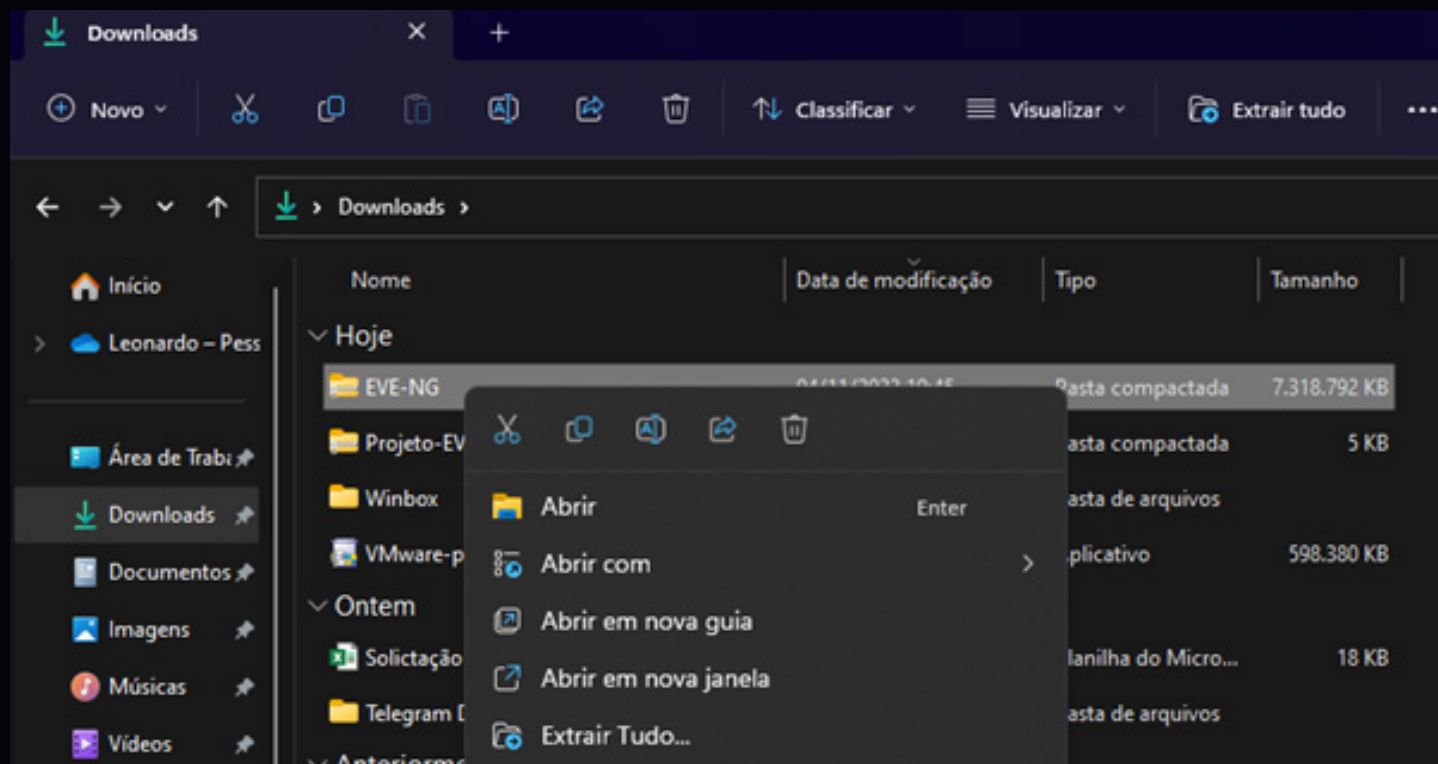 Downloads
Novo Classificar Visualizar Extrair tudo
Downloads
Nome Data de modificação Tipo Tamanho
Início
Leonardo – Pess
Hoje
EVE-NG Pasta compactada 7.318.792 KB
Projeto-EV asta compactada 5 KB
Área de Traba
Winbox asta de arquivos
Downloads
VMware-p plicativo 598.380 KB
Documentos
Ontem
Imagens
Solictação lanilha do Micro... 18 KB
Músicas
Telegram D asta de arquivos
Vídeos
Abrir Enter
Abrir com
Abrir em nova guia
Abrir em nova janela
Extrair Tudo...